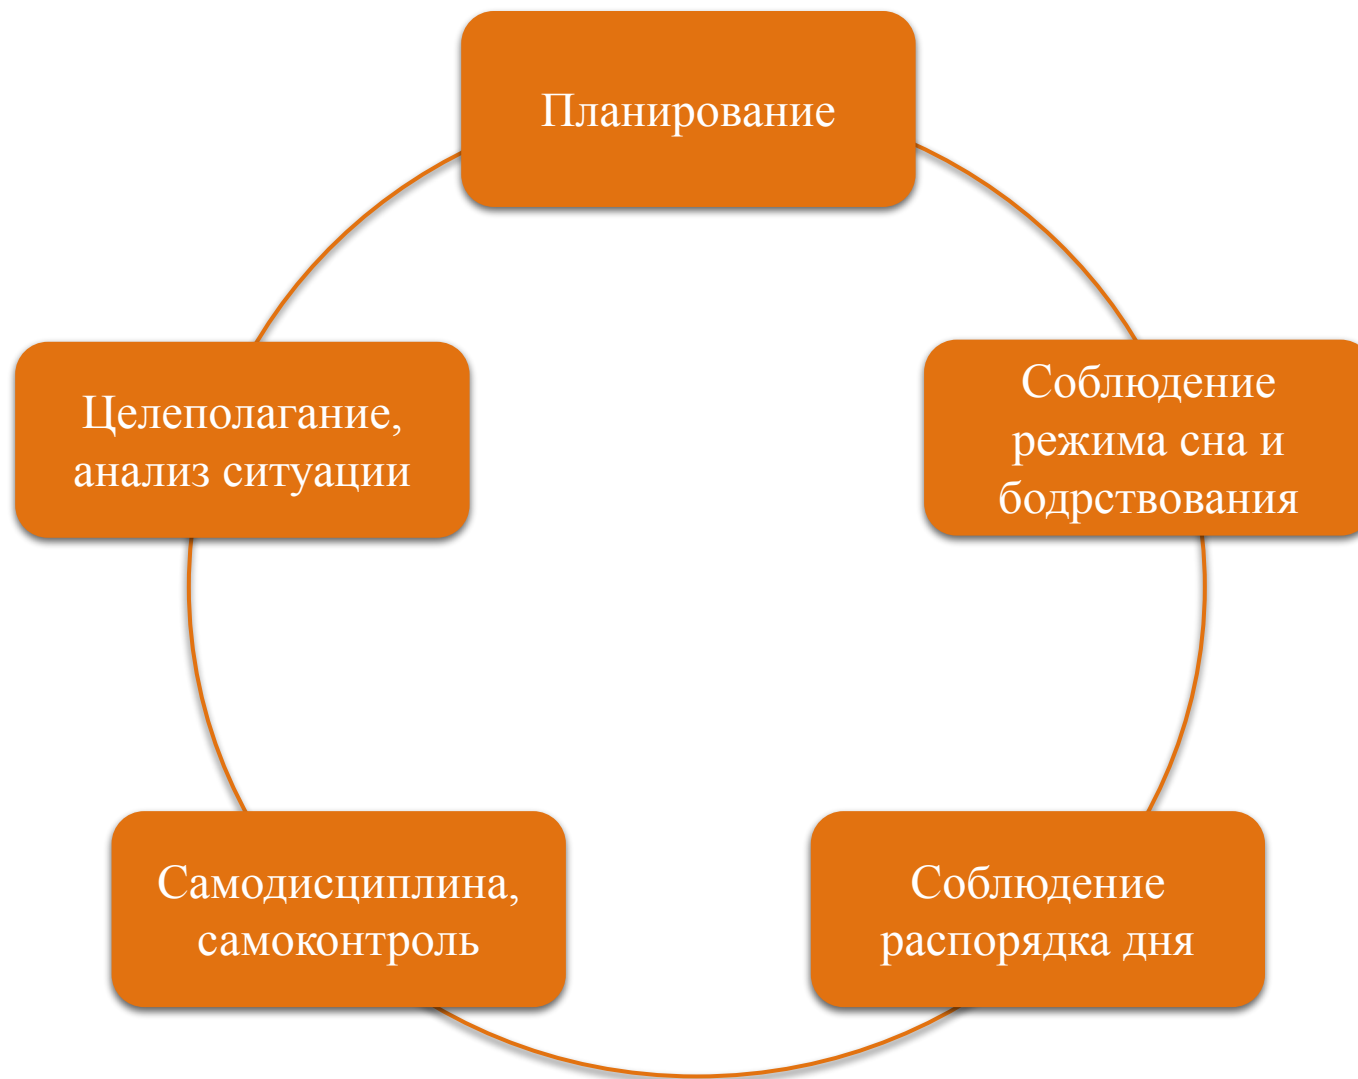 Планирование
Целеполагание,
анализ ситуации
Соблюдение
режима сна и
бодрствования
Самодисциплина,
самоконтроль
Соблюдение
распорядка дня